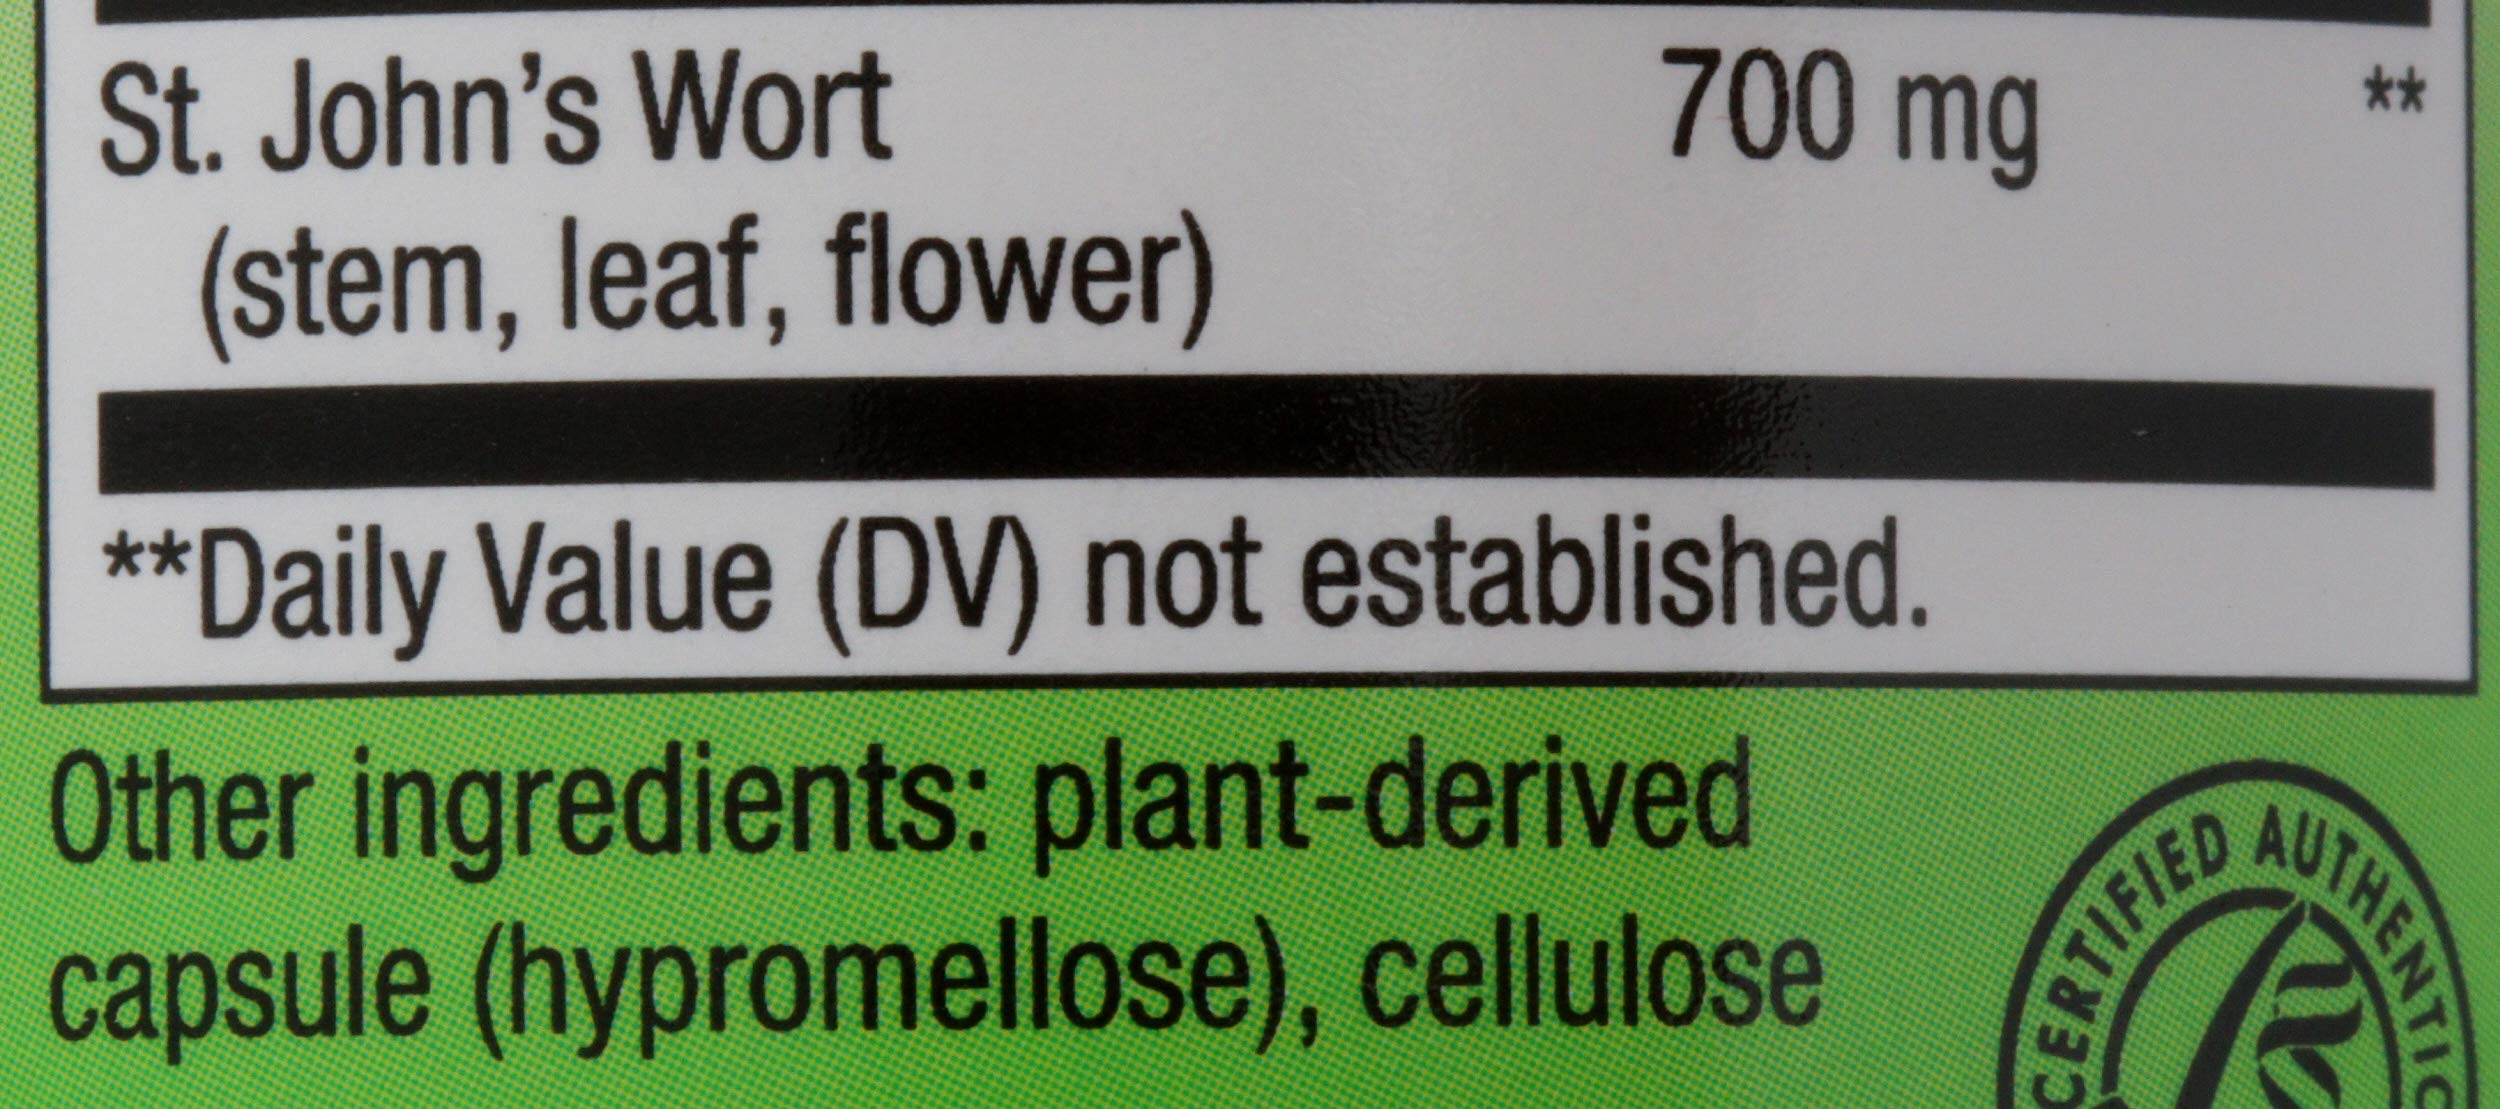 St. John’s Wort 700 mg **
(stem, leaf, flower)
**Daily Value (DV) not established.
Other ingredients: plant-derived
capsule (hypromellose), cellulose
CERTIFIED AUTHENTIC